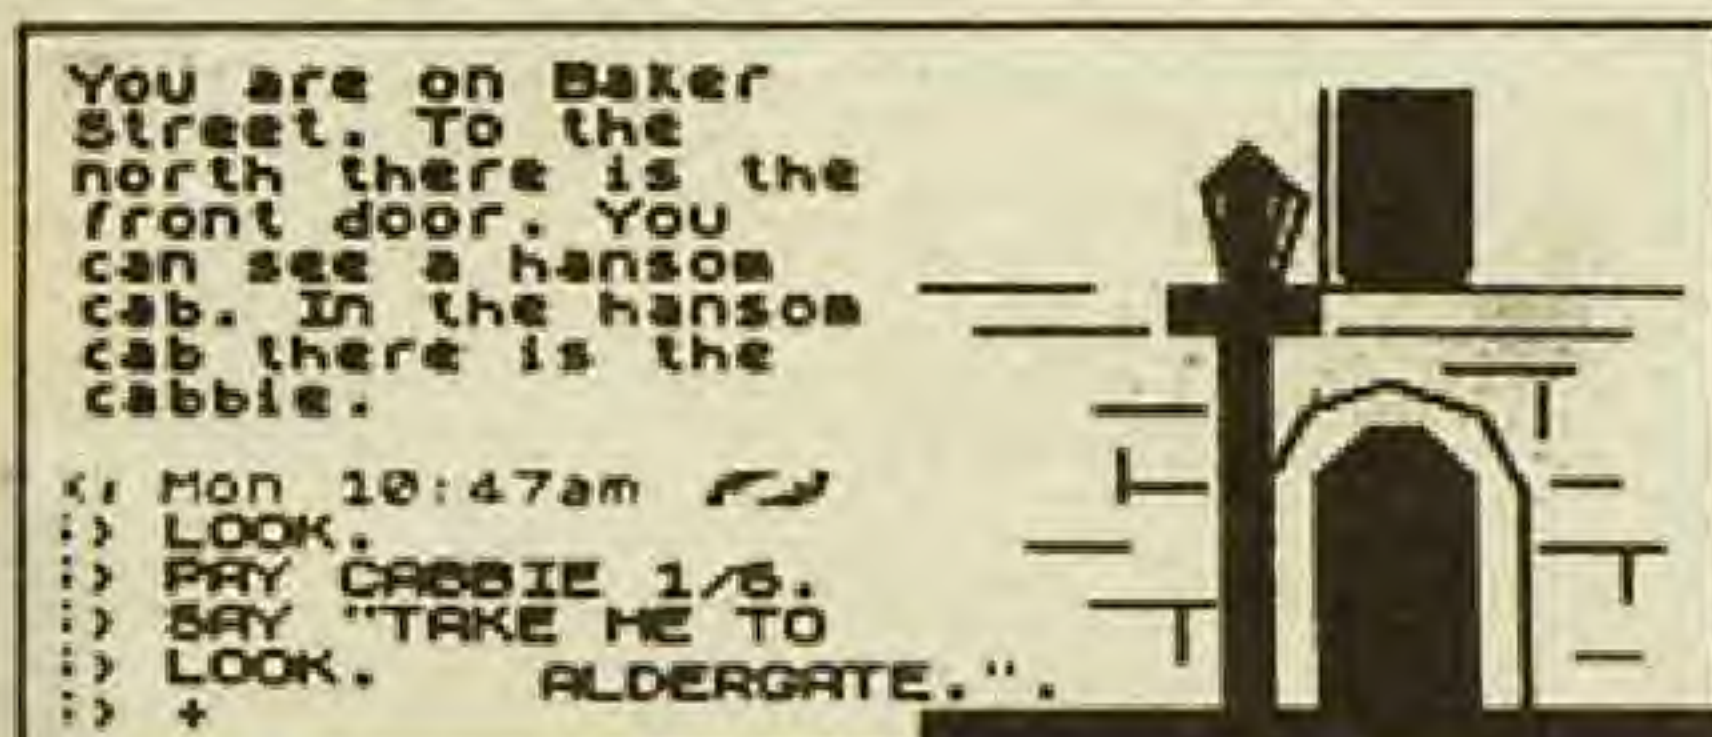 You are on Baker
Street. To the
north there is the
front door. You
can see a hansom
cab. In the hansom
cab there is the
cabbie.
Mon 10:47am
:> LOOK.
:> PAY CABBIE 1/6.
:> SAY "TAKE ME TO
ALDERGATE.".
:> LOOK.
:> +